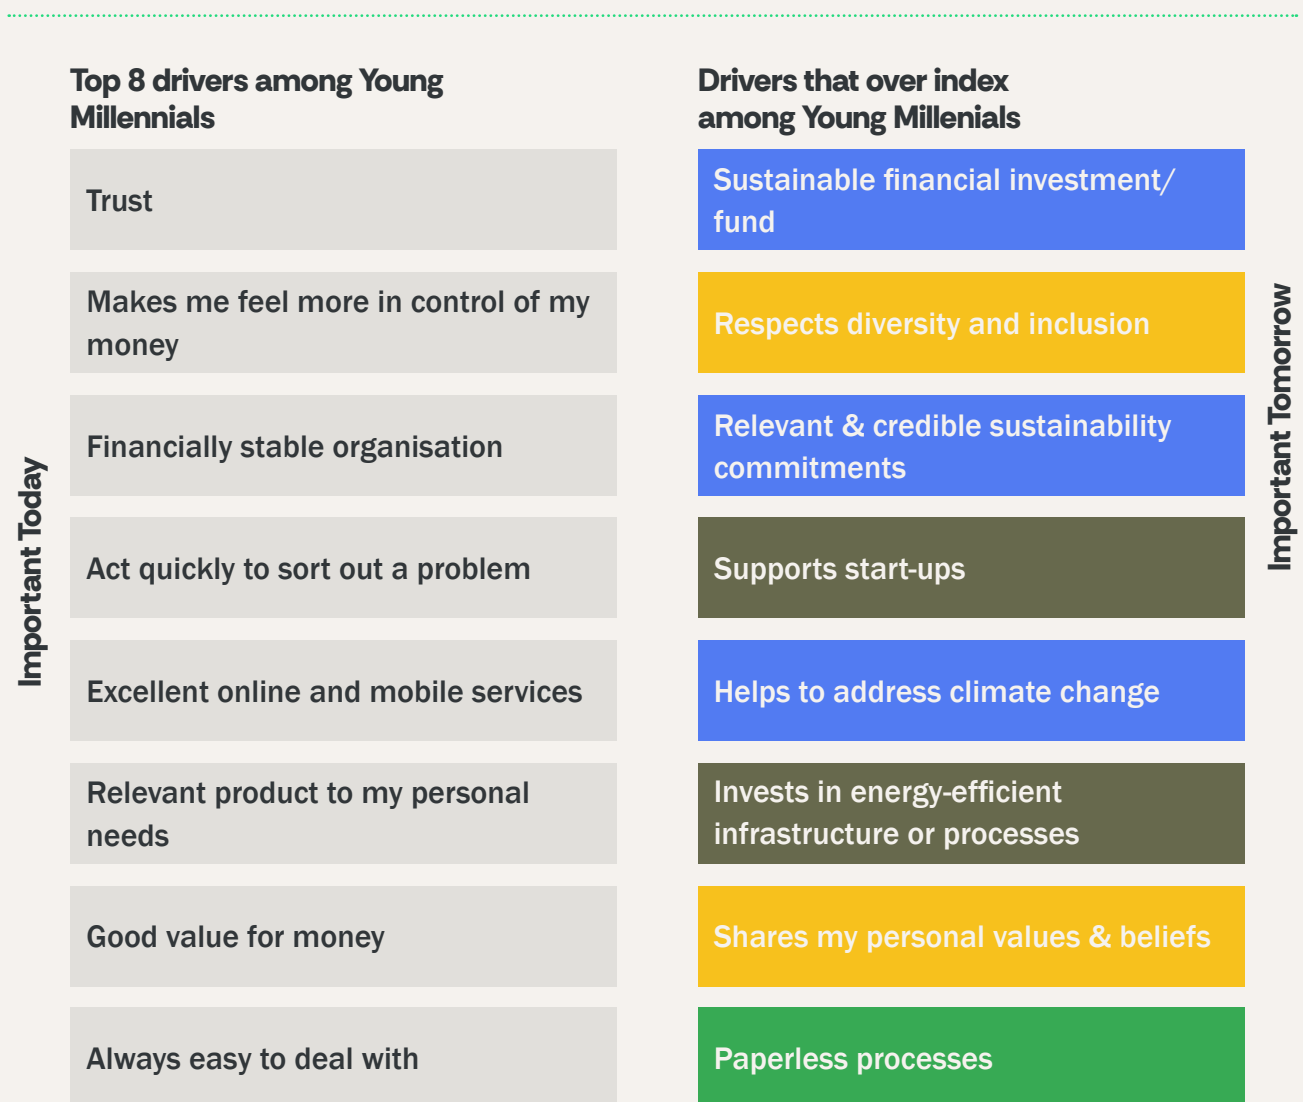 Top 8 drivers among Young
Millennials
Trust
Makes me feel more in control of my
money
Financially stable organisation
Act quickly to sort out a problem
Excellent online and mobile services
Relevant product to my personal
needs
Good value for money
Always easy to deal with
Important Today
Drivers that over index
among Young Millenials
Sustainable financial investment/
fund
Respects diversity and inclusion
Relevant & credible sustainability
commitments
Supports start-ups
Helps to address climate change
Invests in energy-efficient
infrastructure or processes
Shares my personal values & beliefs
Paperless processes
Important Tomorrow